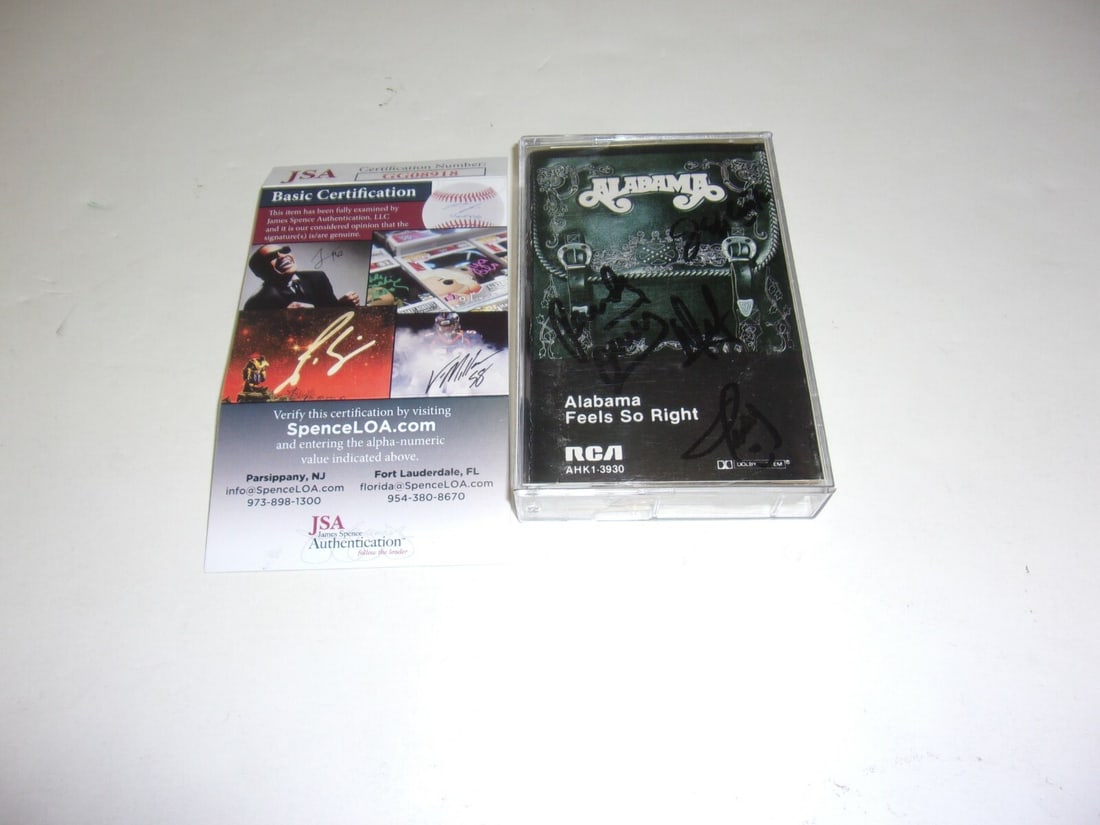 JSA
Certification Number:
GG08918
Basic Certification
This item has been fully examined by
James Spence Authentication, LLC
and it is our considered opinion that the
signature(s) is/are genuine.
Verify this certification by visiting
SpenceLOA.com
and entering the alpha-numeric
value indicated above.
Parsippany, NJ
info@SpenceLOA.com
973-898-1300
Fort Lauderdale, FL
florida@SpenceLOA.com
954-380-8670
JSA
James Spence
Authentication
follow the leader
ALABAMA
Alabama
Feels So Right
RCA
AHK1-3930